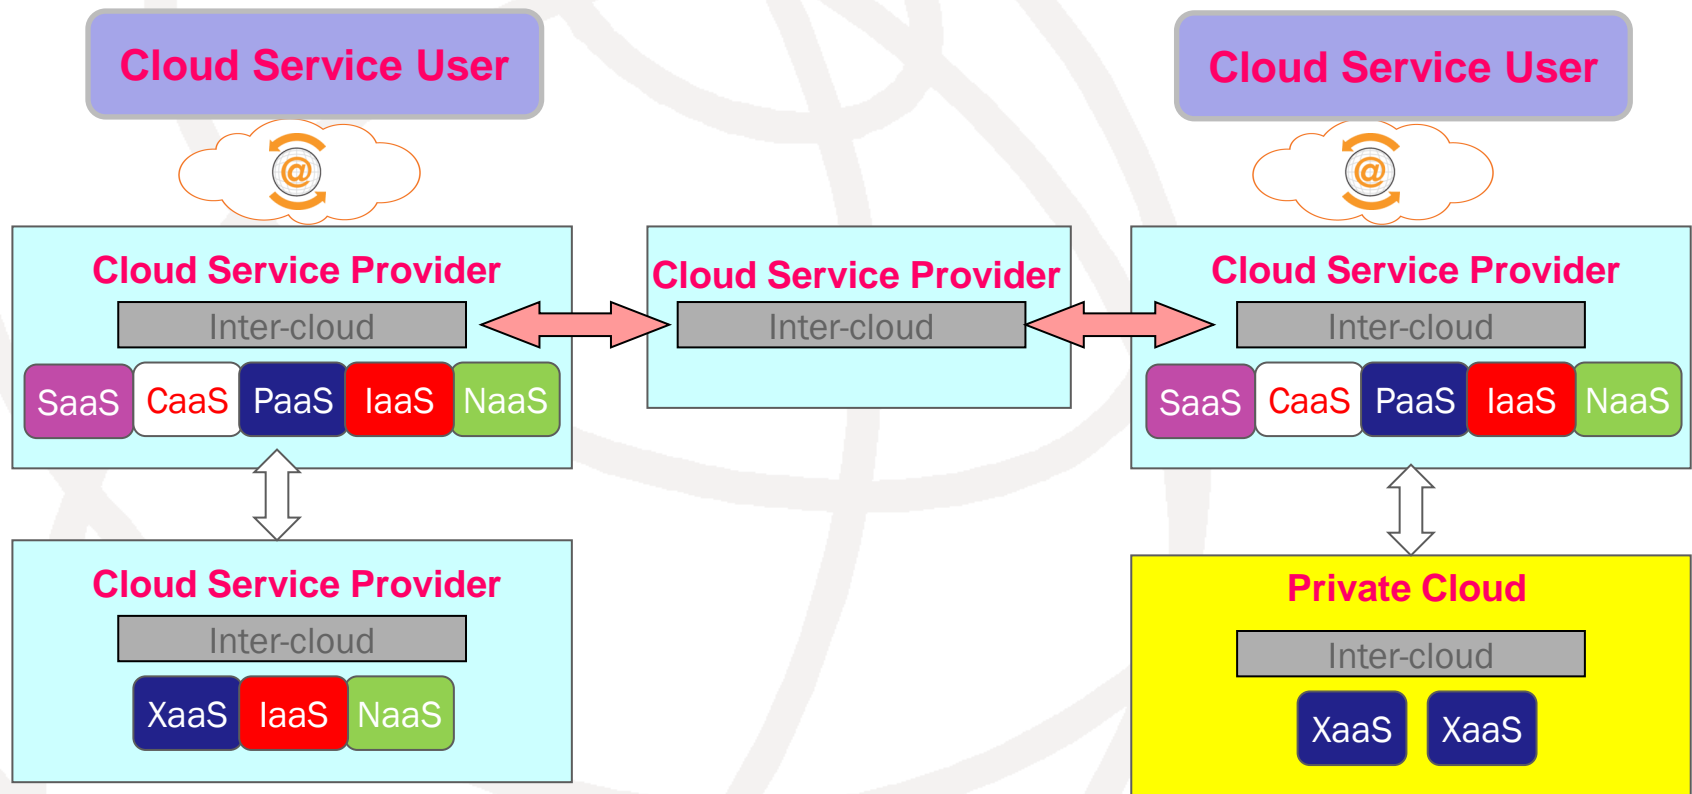 Cloud Service User
Cloud Service User
@
@
Cloud Service Provider
Inter-cloud
SaaS CaaS PaaS IaaS NaaS
Cloud Service Provider
Inter-cloud
Cloud Service Provider
Inter-cloud
SaaS CaaS PaaS IaaS NaaS
Cloud Service Provider
Inter-cloud
XaaS IaaS NaaS
Private Cloud
Inter-cloud
XaaS XaaS